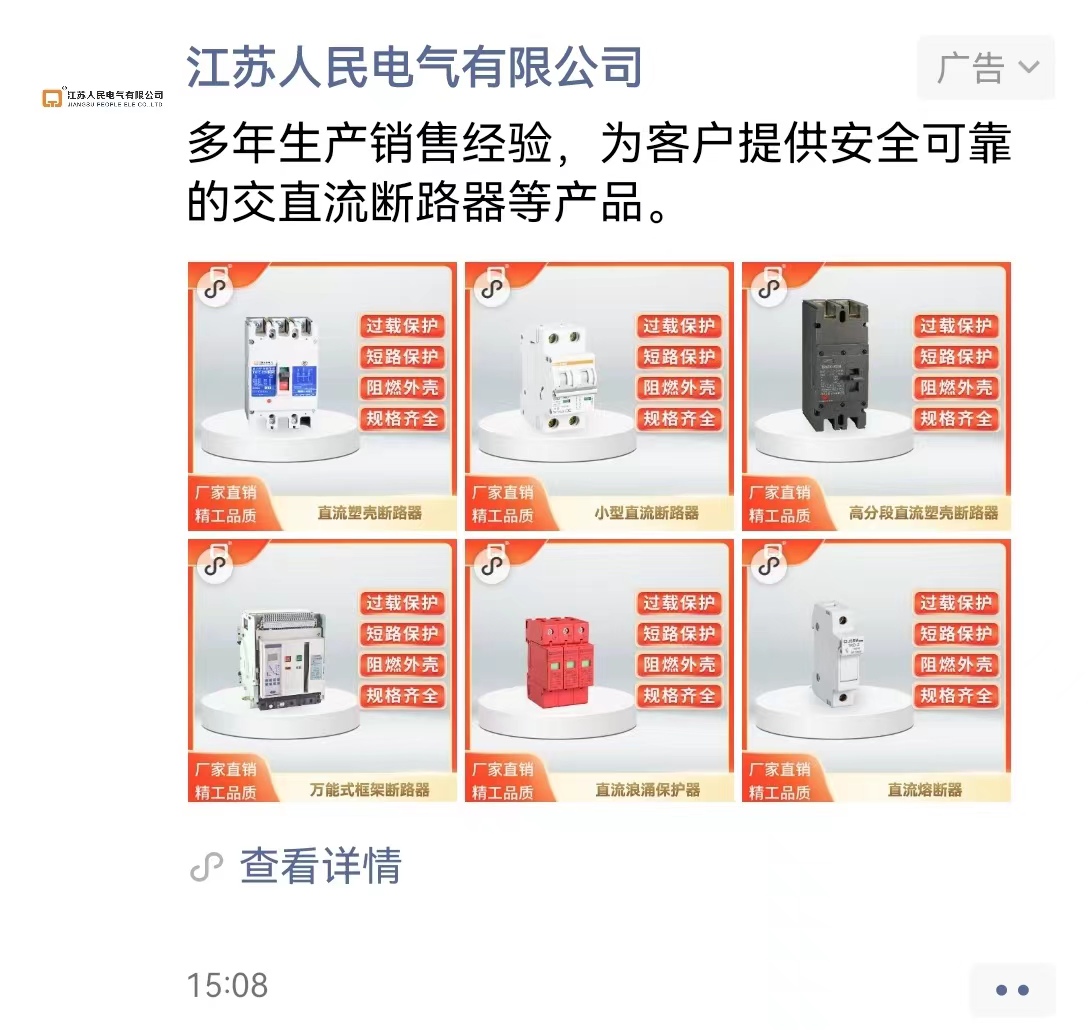 江苏人民电气有限公司
广告
江苏人民电气有限公司
JIANGSU PEOPLE ELE CO.,LTD
多年生产销售经验，为客户提供安全可靠
的交直流断路器等产品。
过载保护
短路保护
阻燃外壳
规格齐全
厂家直销
精工品质
直流塑壳断路器
过载保护
短路保护
阻燃外壳
规格齐全
厂家直销
精工品质
小型直流断路器
过载保护
短路保护
阻燃外壳
规格齐全
厂家直销
精工品质
高分段直流塑壳断路器
过载保护
短路保护
阻燃外壳
规格齐全
厂家直销
精工品质
万能式框架断路器
过载保护
短路保护
阻燃外壳
规格齐全
厂家直销
精工品质
直流浪涌保护器
过载保护
短路保护
阻燃外壳
规格齐全
厂家直销
精工品质
直流熔断器
查看详情
15:08